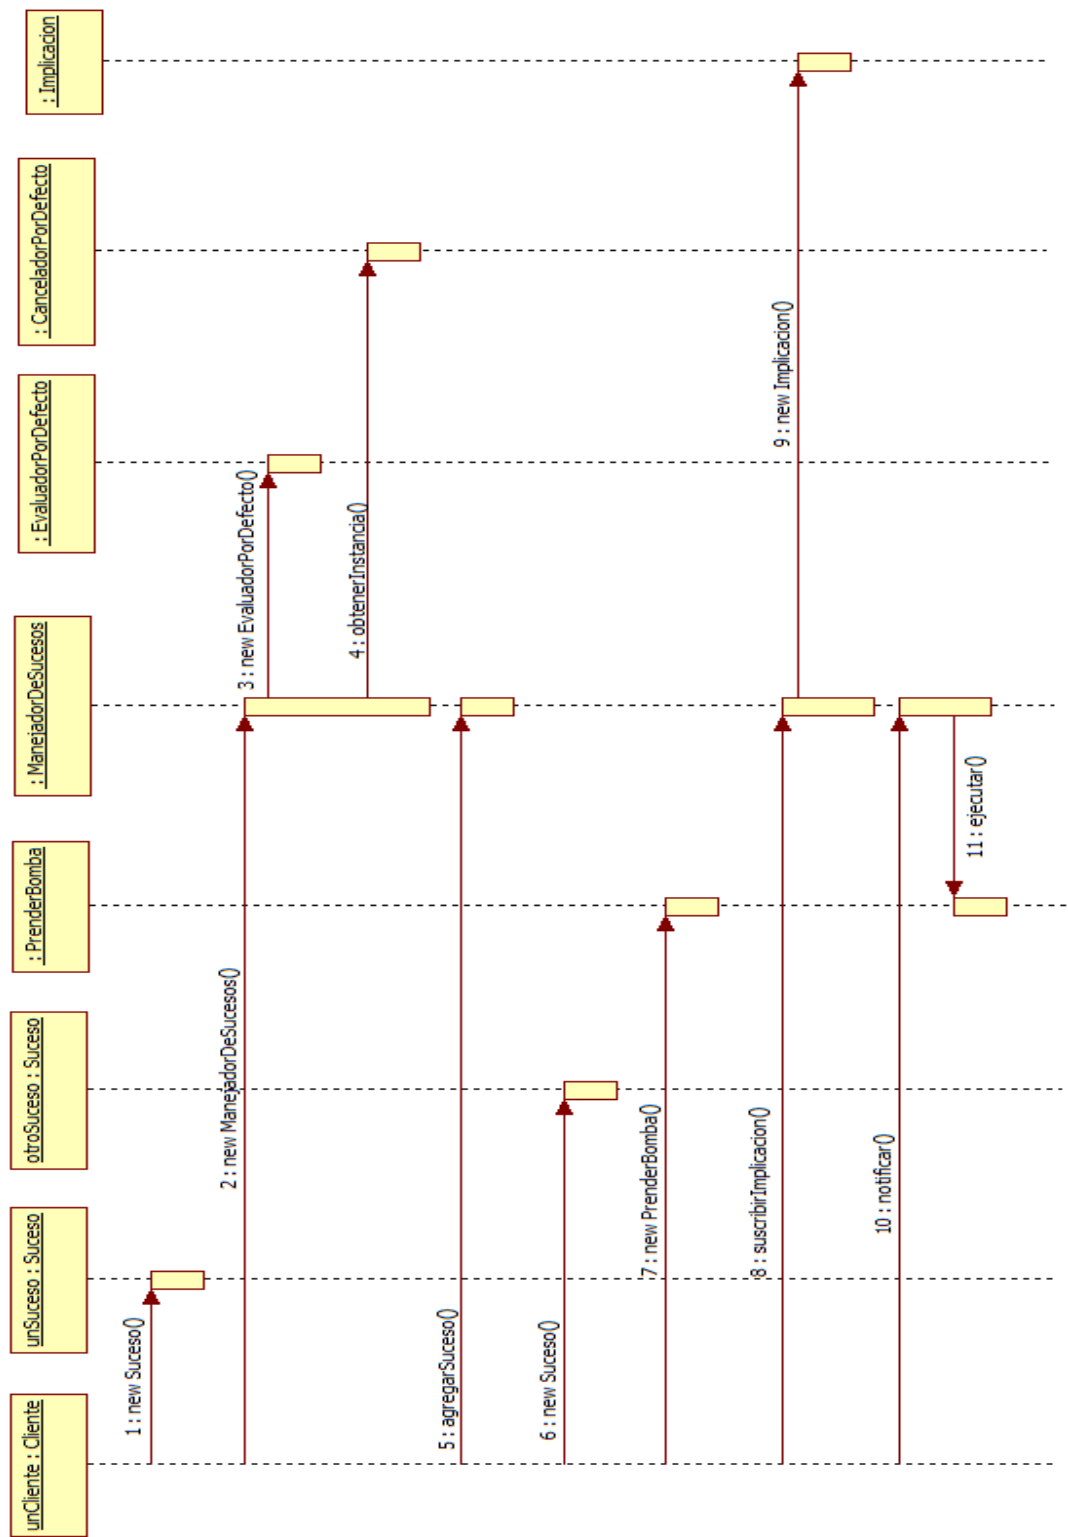 unCliente : Cliente
unSuceso : Suceso
otroSuceso : Suceso
: PrenderBomba
: ManejadorDeSucesos
: EvaluadorPorDefecto
: CanceladorPorDefecto
: Implicacion
1 : new Suceso()
2 : new ManejadorDeSucesos()
3 : new EvaluadorPorDefecto()
4 : obtenerInstancia()
5 : agregarSuceso()
6 : new Suceso()
7 : new PrenderBomba()
8 : suscribirImplicacion()
9 : new Implicacion()
10 : notificar()
11 : ejecutar()